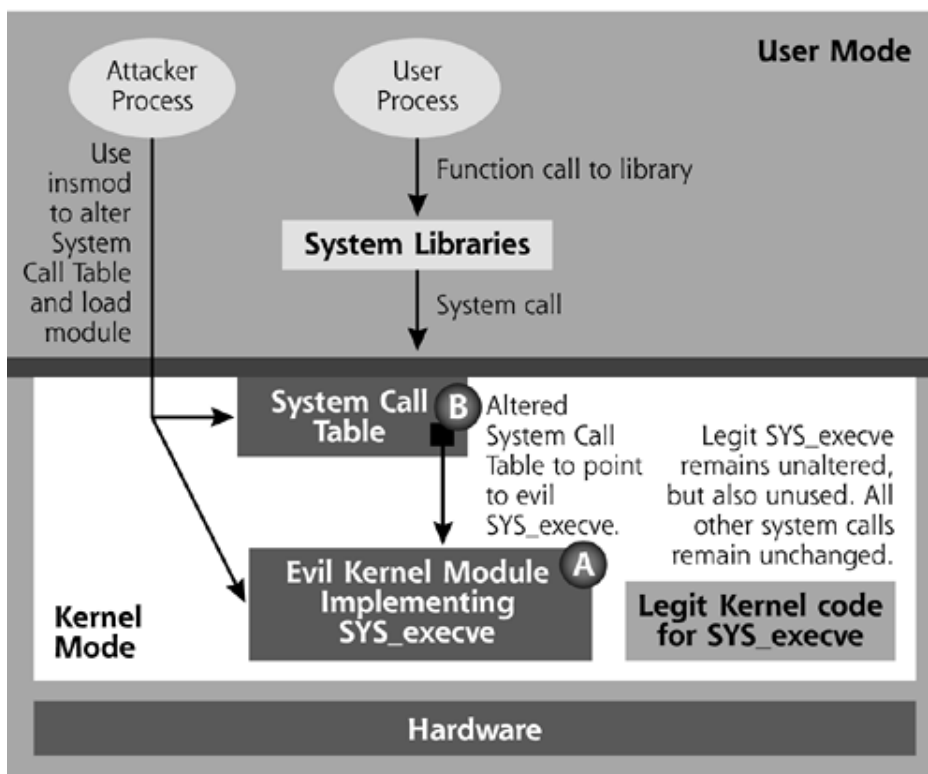 User Mode
Attacker
Process
User
Process
Use
insmod
to alter
System
Call Table
and load
module
Function call to library
System Libraries
System call
System Call
Table
B
Altered
System Call
Table to point
to evil
SYS_execve.
Legit SYS_execve
remains unaltered,
but also unused. All
other system calls
remain unchanged.
A
Evil Kernel Module
Implementing
SYS_execve
Legit Kernel code
for SYS_execve
Kernel
Mode
Hardware